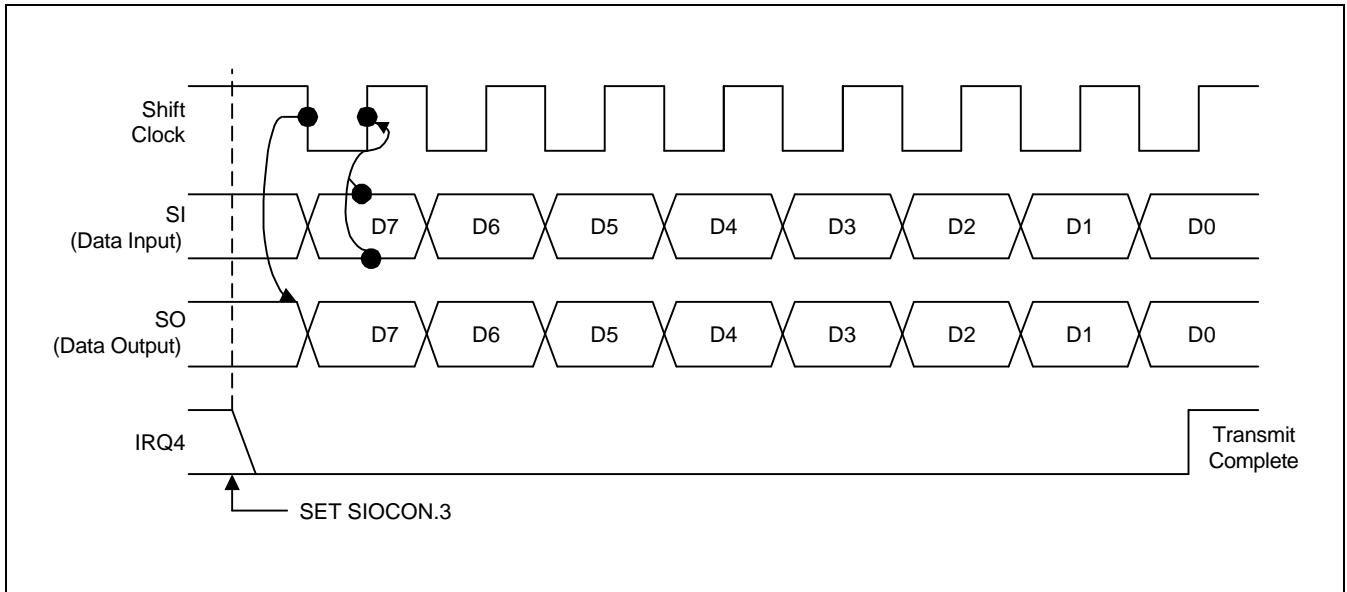 Shift
Clock
SI
(Data Input)
D7 D6 D5 D4 D3 D2 D1 D0
SO
(Data Output)
D7 D6 D5 D4 D3 D2 D1 D0
IRQ4
Transmit
Complete
SET SIOCON.3